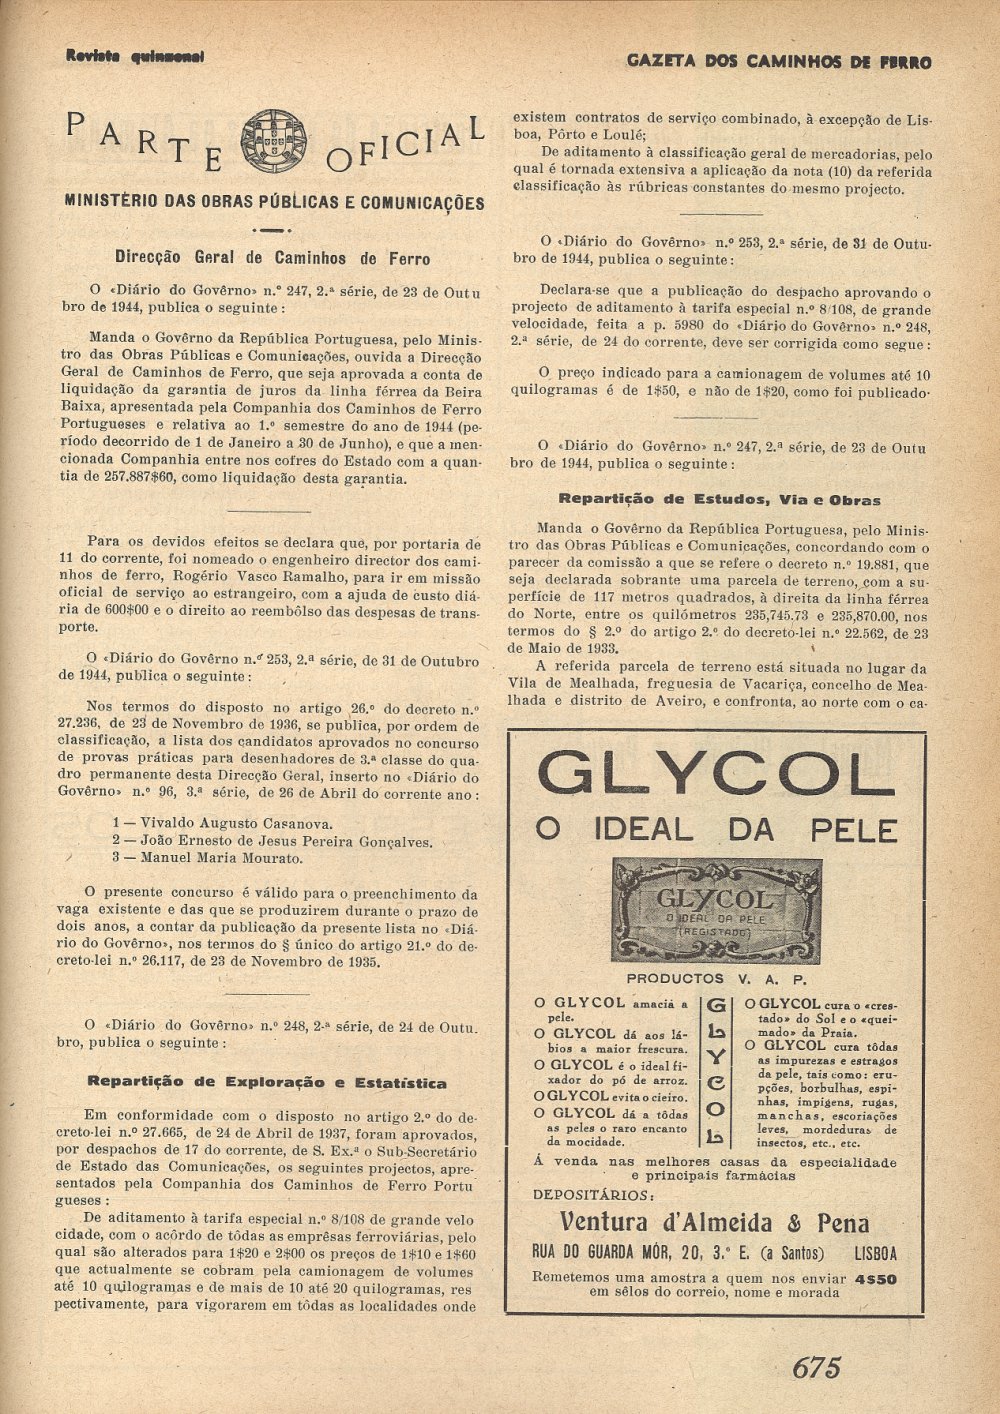 Revista quinzenal
GAZETA DOS CAMINHOS DE FERRO
PARTE OFICIAL
MINISTÉRIO DAS OBRAS PÚBLICAS E COMUNICAÇÕES
Direcção Geral de Caminhos de Ferro
O «Diário do Govêrno» n.º 247, 2.ª série, de 23 de Outu
bro de 1944, publica o seguinte :
Manda o Govêrno da República Portuguesa, pelo Minis-
tro das Obras Públicas e Comunicações, ouvida a Direcção
Geral de Caminhos de Ferro, que seja aprovada a conta de
liquidação da garantia de juros da linha férrea da Beira
Baixa, apresentada pela Companhia dos Caminhos de Ferro
Portugueses e relativa ao 1.º semestre do ano de 1944 (pe-
ríodo decorrido de 1 de Janeiro a 30 de Junho), e que a men-
cionada Companhia entre nos cofres do Estado com a quan-
tia de 257.887$60, como liquidação desta garantia.
Para os devidos efeitos se declara que, por portaria de
11 do corrente, foi nomeado o engenheiro director dos cami-
nhos de ferro, Rogério Vasco Ramalho, para ir em missão
oficial de serviço ao estrangeiro, com a ajuda de custo diá-
ria de 600$00 e o direito ao reembôlso das despesas de trans-
porte.
O «Diário do Govêrno n.º 253, 2.ª série, de 31 de Outubro
de 1944, publica o seguinte :
Nos termos do disposto no artigo 26.º do decreto n.º
27.236, de 23 de Novembro de 1936, se publica, por ordem de
classificação, a lista dos candidatos aprovados no concurso
de provas práticas para desenhadores de 3.ª classe do qua-
dro permanente desta Direcção Geral, inserto no «Diário do
Govêrno» n.º 96, 3.ª série, de 26 de Abril do corrente ano :
1 — Vivaldo Augusto Casanova.
2 — João Ernesto de Jesus Pereira Gonçalves.
3 — Manuel Maria Mourato.
O presente concurso é válido para o preenchimento da
vaga existente e das que se produzirem durante o prazo de
dois anos, a contar da publicação da presente lista no «Diá-
rio do Govêrno», nos termos do § único do artigo 21.º do de-
creto-lei n.º 26.117, de 23 de Novembro de 1935.
O «Diário do Govêrno» n.º 248, 2-ª série, de 24 de Outu.
bro, publica o seguinte :
Repartição de Exploração e Estatística
Em conformidade com o disposto no artigo 2.º do de-
creto-lei n.º 27.665, de 24 de Abril de 1937, foram aprovados,
por despachos de 17 do corrente, de S. Ex.ª o Sub-Secretário
de Estado das Comunicações, os seguintes projectos, apre-
sentados pela Companhia dos Caminhos de Ferro Portu
gueses :
De aditamento à tarifa especial n.º 8/108 de grande velo
cidade, com o acôrdo de tôdas as emprêsas ferroviárias, pelo
qual são alterados para 1$20 e 2$00 os preços de 1$10 e 1$60
que actualmente se cobram pela camionagem de volumes
até 10 quilogramas e de mais de 10 até 20 quilogramas, res
pectivamente, para vigorarem em tôdas as localidades onde
existem contratos de serviço combinado, à excepção de Lis-
boa, Pôrto e Loulé;
De aditamento à classificação geral de mercadorias, pelo
qual é tornada extensiva a aplicação da nota (10) da referida
classificação às rúbricas constantes do mesmo projecto.
O «Diário do Govêrno» n.º 253, 2.ª série, de 31 de Outu-
bro de 1944, publica o seguinte :
Declara-se que a publicação do despacho aprovando o
projecto de aditamento à tarifa especial n.º 8/108, de grande
velocidade, feita a p. 5980 do «Diário do Govêrno» n.º 248,
2.ª série, de 24 do corrente, deve ser corrigida como segue :
O preço indicado para a camionagem de volumes até 10
quilogramas é de 1$50, e não de 1$20, como foi publicado·
O «Diário do Govêrno» n.º 247, 2.ª série, de 23 de Outu
bro de 1944, publica o seguinte :
Repartição de Estudos, Via e Obras
Manda o Govêrno da República Portuguesa, pelo Minis-
tro das Obras Públicas e Comunicações, concordando com o
parecer da comissão a que se refere o decreto n.º 19.881, que
seja declarada sobrante uma parcela de terreno, com a su-
perfície de 117 metros quadrados, à direita da linha férrea
do Norte, entre os quilómetros 235,745.73 e 235,870.00, nos
termos do § 2.º do artigo 2.º do decreto-lei n.º 22.562, de 23
de Maio de 1933.
A referida parcela de terreno está situada no lugar da
Vila de Mealhada, freguesia de Vacariça, concelho de Mea-
lhada e distrito de Aveiro, e confronta, ao norte com o ca-
GLYCOL
O IDEAL DA PELE
GLYCOL
O IDEAL DA PELE
(REGISTADO)
PRODUCTOS V. A. P.
O GLYCOL amacia a
pele.
O GLYCOL dá aos lá-
bios a maior frescura.
O GLYCOL é o ideal fi-
xador do pó de arroz.
O GLYCOL evita o cieiro.
O GLYCOL dá a tôdas
as peles o raro encanto
da mocidade.
GLYCOL
O GLYCOL cura o «cres-
tado» do Sol e o «quei-
mado» da Praia.
O GLYCOL cura tôdas
as impurezas e estragos
da pele, tais como: eru-
pções, borbulhas, espi-
nhas, impigens, rugas,
manchas, escoriações
leves, mordeduras de
insectos, etc., etc.
Á venda nas melhores casas da especialidade
e principais farmácias
DEPOSITÁRIOS:
Ventura d'Almeida & Pena
RUA DO GUARDA MÓR, 20, 3.º E. (a Santos) LISBOA
Remetemos uma amostra a quem nos enviar 4$50
em sêlos do correio, nome e morada
675